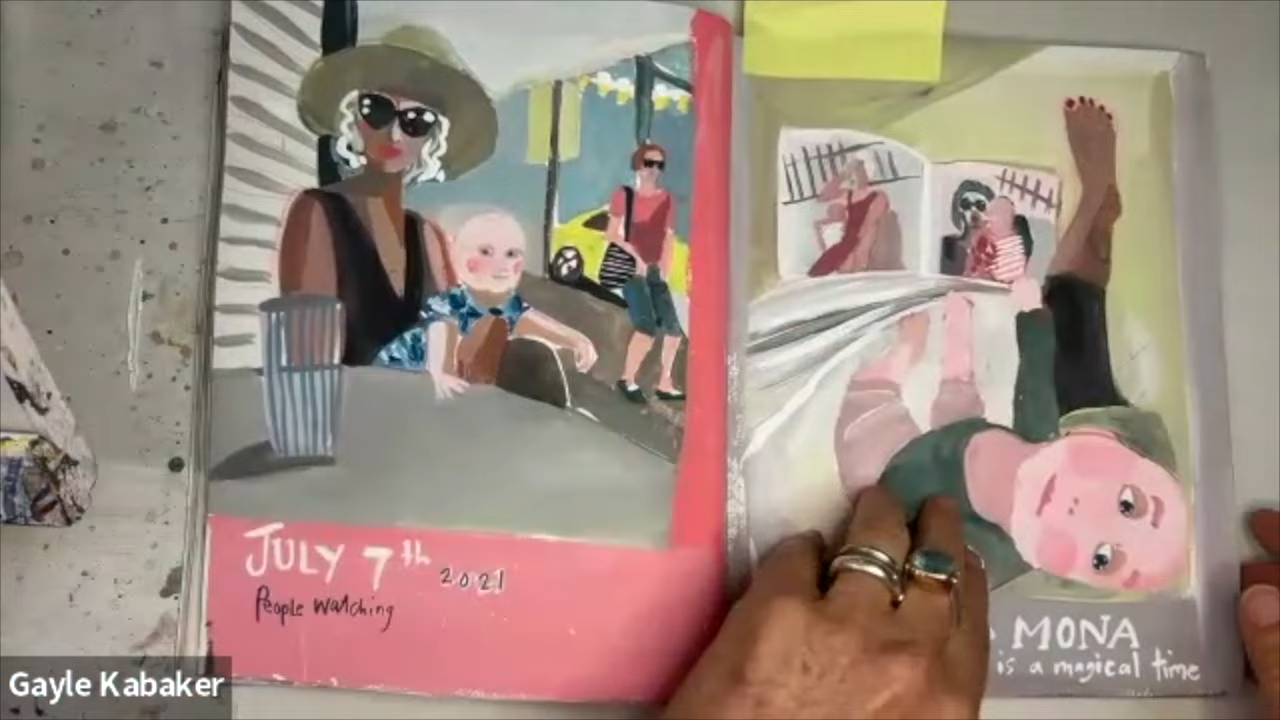 JULY 7th 2021
People Watching
MONA
is a magical time
Gayle Kabaker